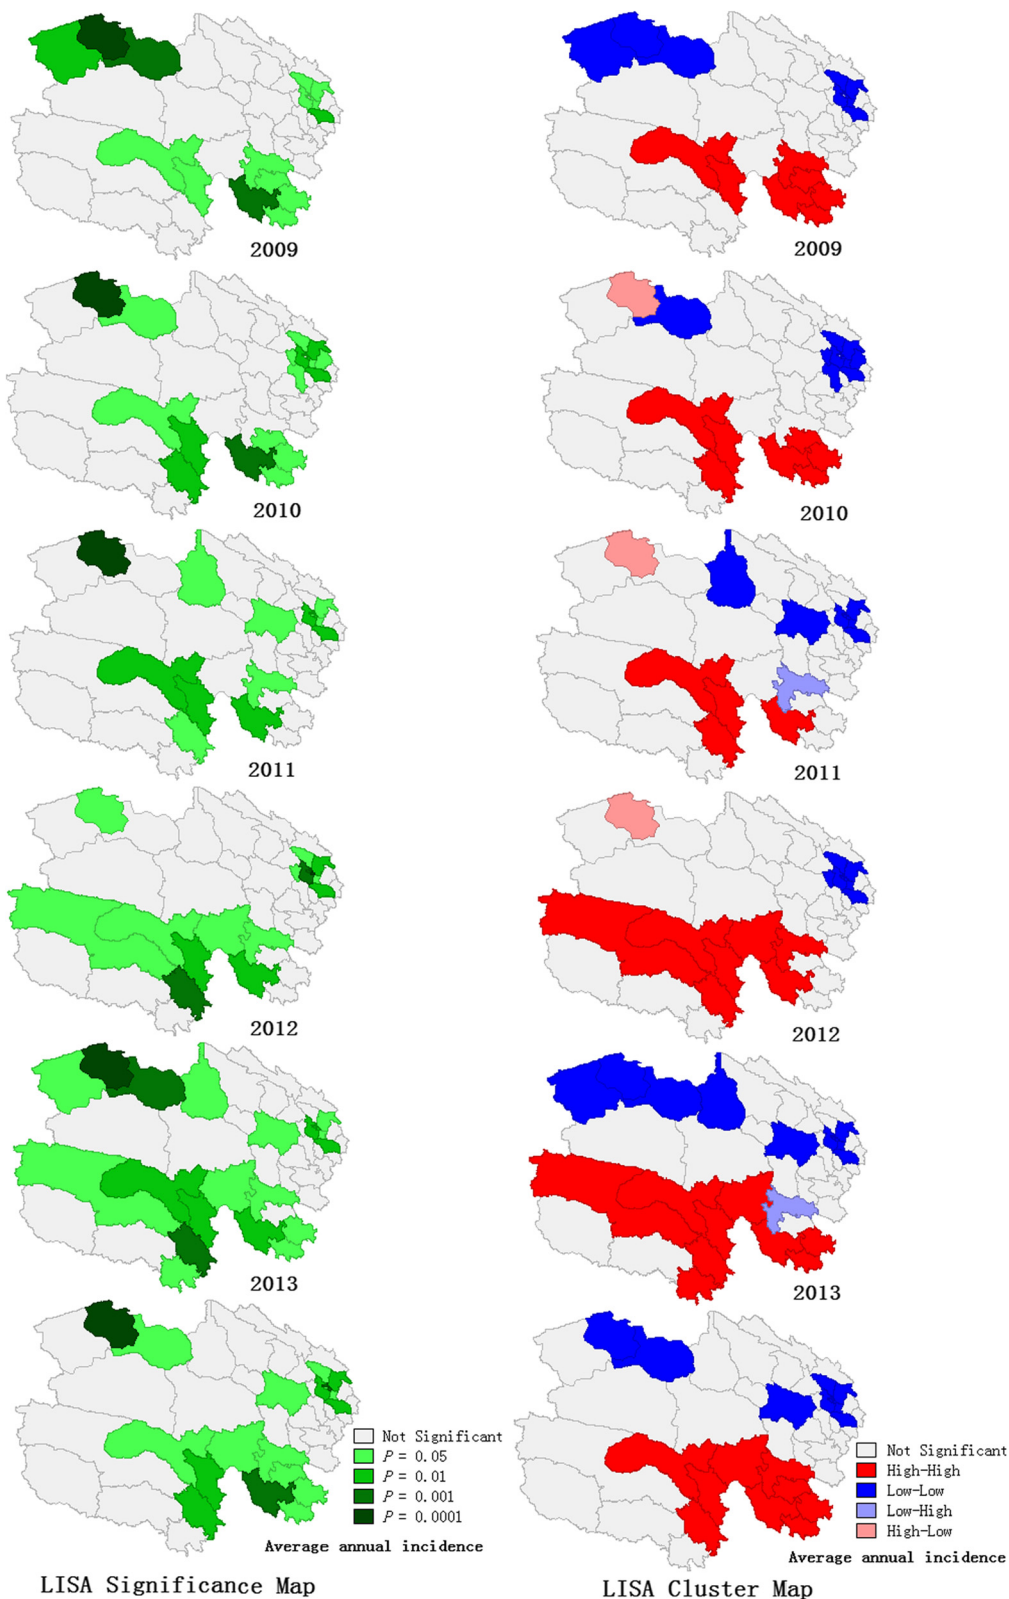 2009
2009
2010
2010
2011
2011
2012
2012
2013
2013
Not Significant
P = 0.05
P = 0.01
P = 0.001
P = 0.0001
Average annual incidence
LISA Significance Map
Not Significant
High-High
Low-Low
Low-High
High-Low
Average annual incidence
LISA Cluster Map